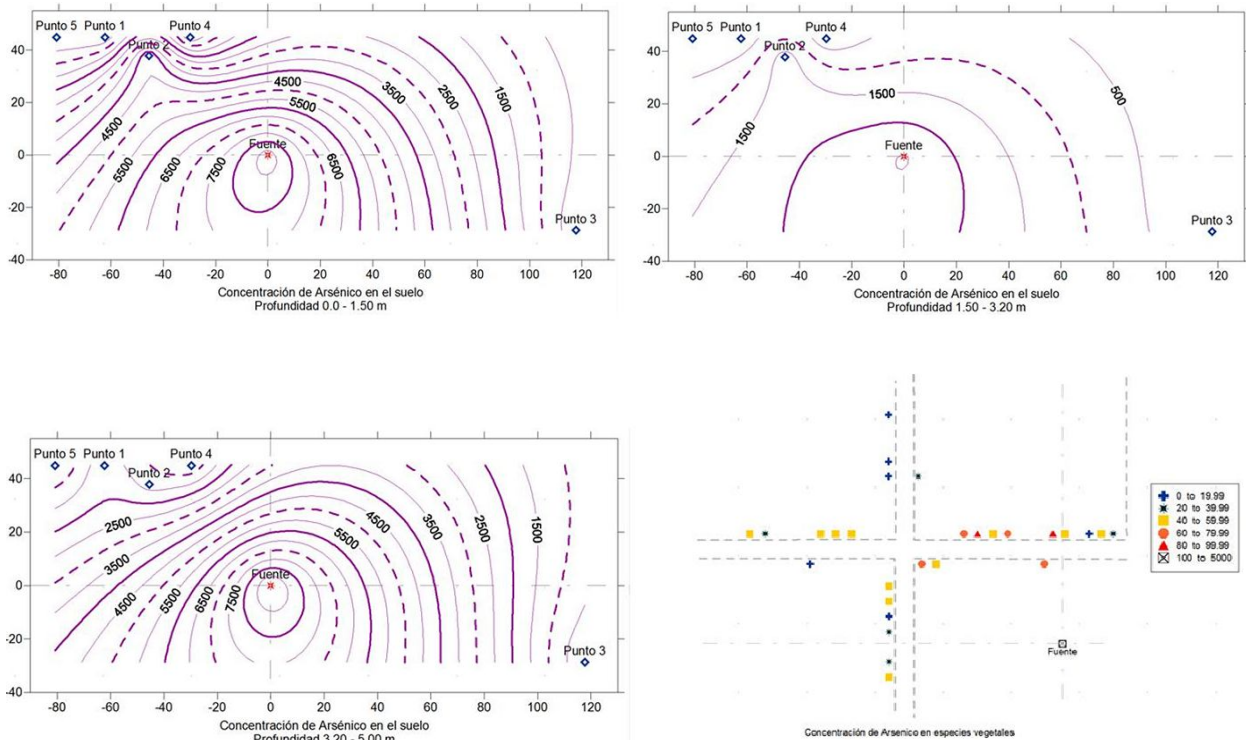 Punto 5 Punto 1 Punto 4
Punto 2
40
20
0
-20
-40
4500
5500
6500
7500
4500
5500
6500
3500
2500
1500
Fuente
Punto 3
-80 -60 -40 -20 0 20 40 60 80 100 120
Concentración de Arsénico en el suelo
Profundidad 0.0 - 1.50 m
Punto 5 Punto 1 Punto 4
Punto 2
40
20
0
-20
-40
1500
1500
500
Fuente
Punto 3
-80 -60 -40 -20 0 20 40 60 80 100 120
Concentración de Arsénico en el suelo
Profundidad 1.50 - 3.20 m
Punto 5 Punto 1 Punto 4
Punto 2
40
20
0
-20
-40
2500
3500
4500
5500
6500
7500
5500
4500
3500
2500
1500
Fuente
Punto 3
-80 -60 -40 -20 0 20 40 60 80 100 120
Concentración de Arsénico en el suelo
Profundidad 3.20 - 5.00 m
0 to 19.99
20 to 39.99
40 to 59.99
60 to 79.99
80 to 99.99
100 to 5000
Fuente
Concentración de Arsenico en especies vegetales